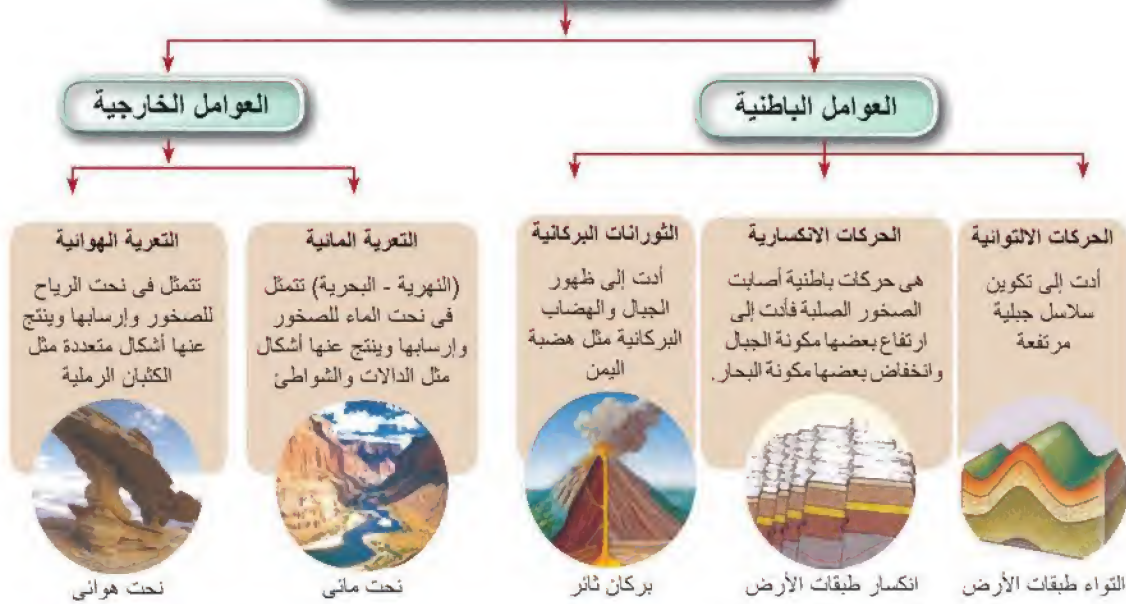 العوامل الباطنية
العوامل الخارجية
الحركات الالتوائية
أدت إلى تكوين
سلاسل جبلية
مرتفعة
التواء طبقات الأرض
الحركات الانكسارية
هى حركات باطنية أصابت
الصخور الصلبة فأدت إلى
ارتفاع بعضها مكونة الجبال
وانخفاض بعضها مكونة البحار.
انكسار طبقات الأرض
الثورانات البركانية
أدت إلى ظهور
الجبال والهضاب
البركانية مثل هضبة
اليمن
بركان ثائر
التعرية المائية
(النهرية - البحرية) تتمثل
فى نحت الماء للصخور
وإرسابها وينتج عنها أشكال
مثل الدالات والشواطئ
نحت مائى
التعرية الهوائية
تتمثل فى نحت الرياح
للصخور وإرسابها وينتج
عنها أشكال متعددة مثل
الكثبان الرملية
نحت هوائى